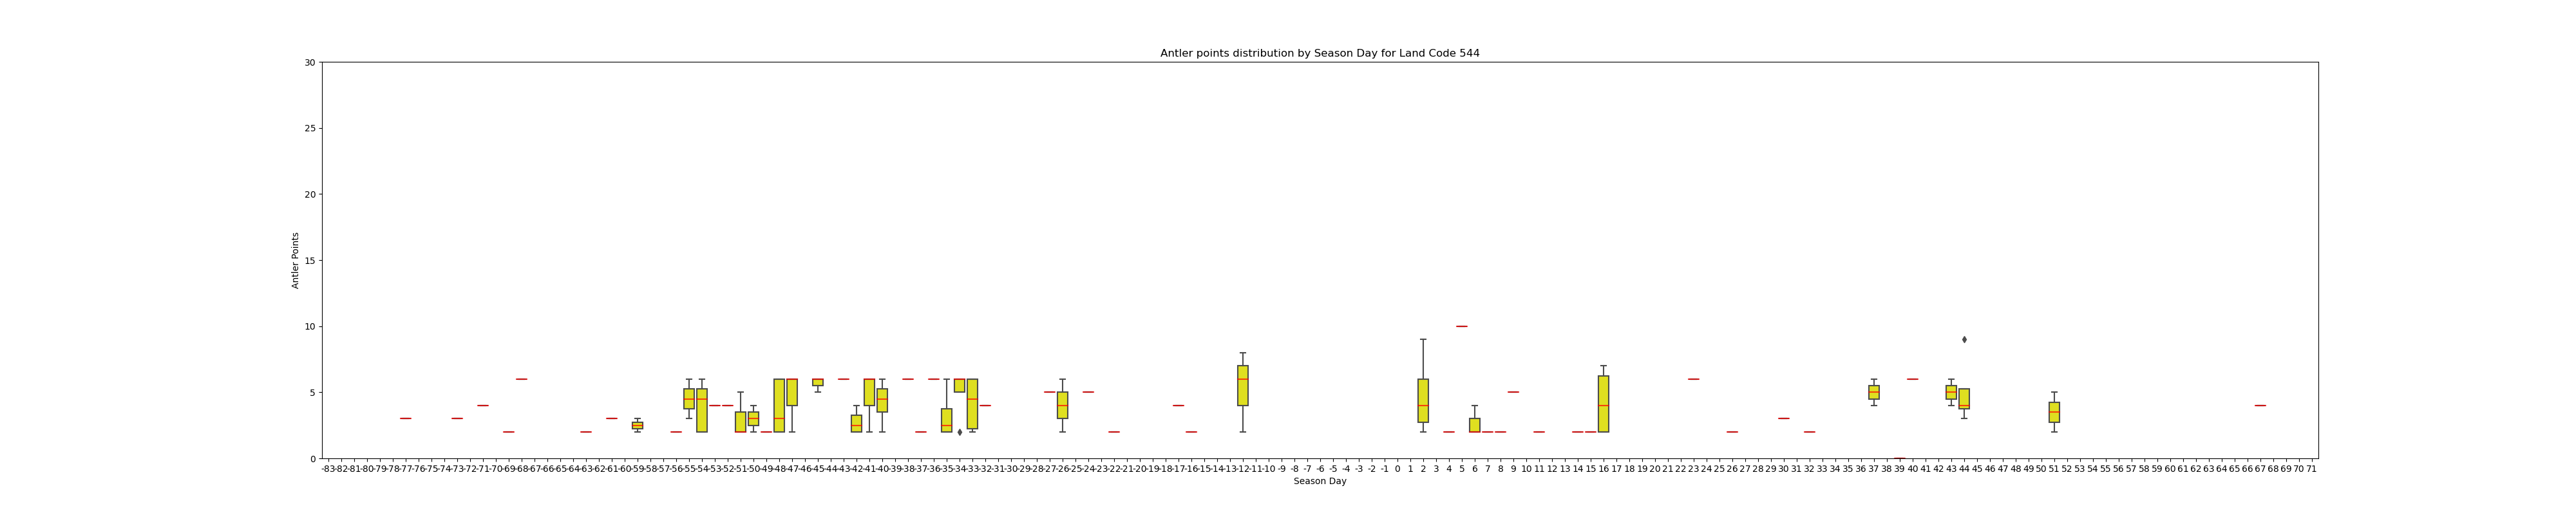 Antler points distribution by Season Day for Land Code 544
30
25
20
15
10
5
0
Antler Points
-83-82-81-80-79-78-77-76-75-74-73-72-71-70-69-68-67-66-65-64-63-62-61-60-59-58-57-56-55-54-53-52-51-50-49-48-47-46-45-44-43-42-41-40-39-38-37-36-35-34-33-32-31-30-29-28-27-26-25-24-23-22-21-20-19-18-17-16-15-14-13-12-11-10 -9 -8 -7 -6 -5 -4 -3 -2 -1 0 1 2 3 4 5 6 7 8 9 10 11 12 13 14 15 16 17 18 19 20 21 22 23 24 25 26 27 28 29 30 31 32 33 34 35 36 37 38 39 40 41 42 43 44 45 46 47 48 49 50 51 52 53 54 55 56 57 58 59 60 61 62 63 64 65 66 67 68 69 70 71
Season Day